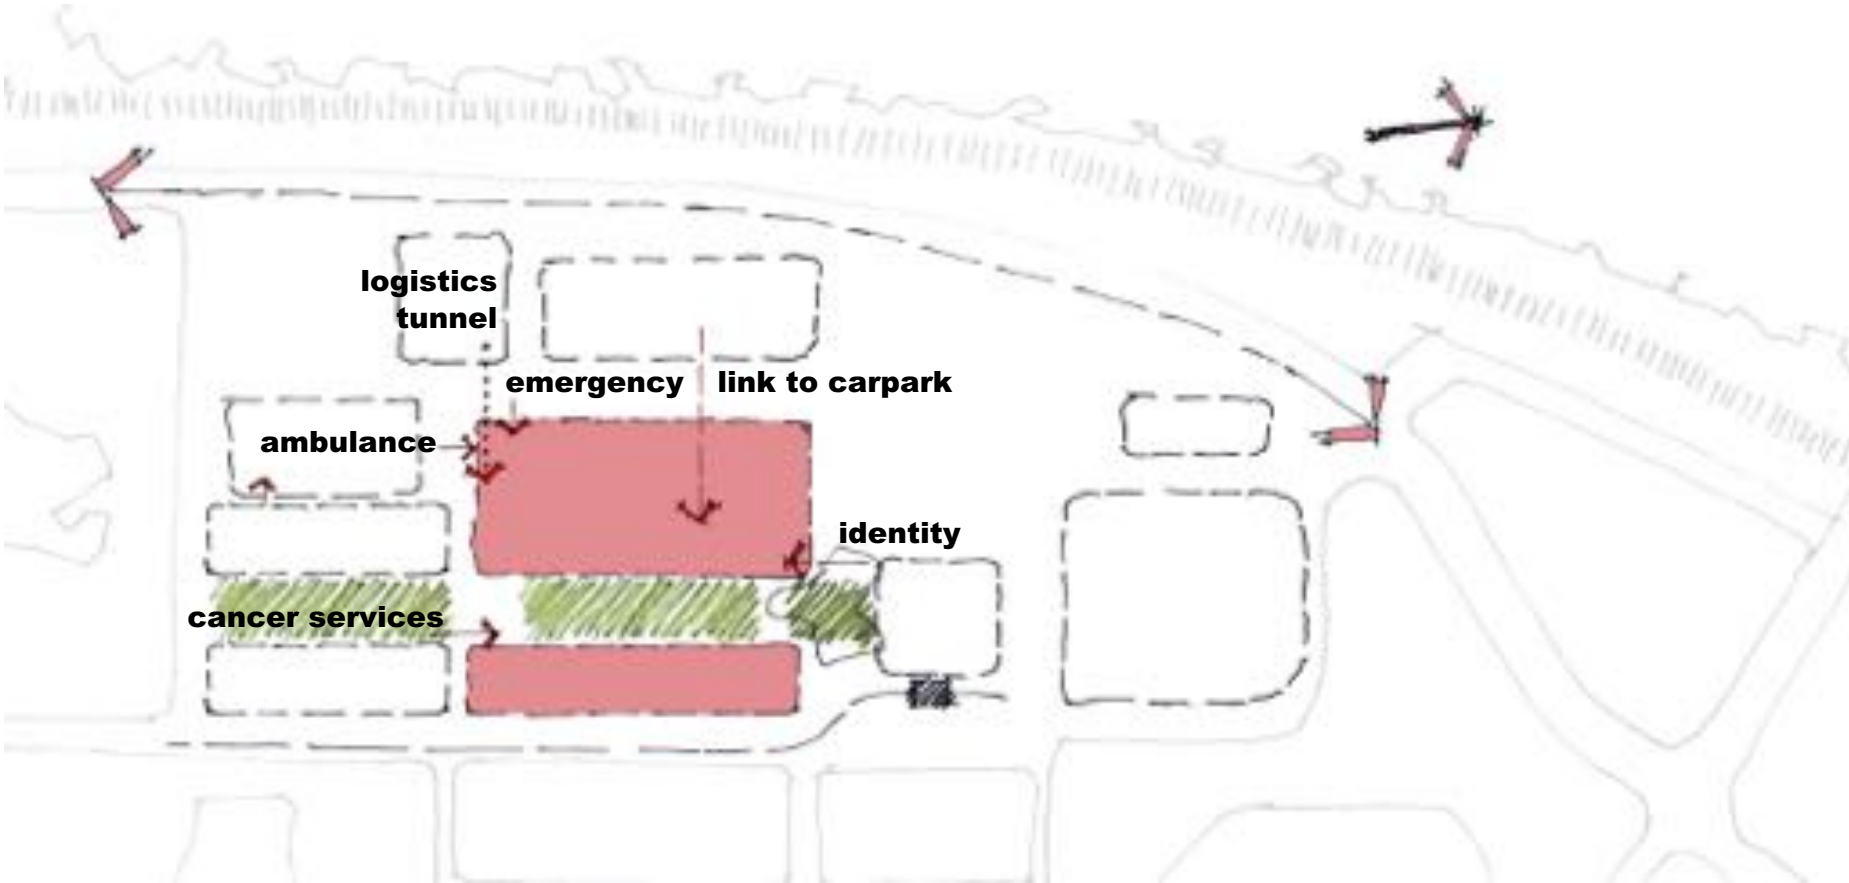 logistics
tunnel
emergency
link to carpark
ambulance
identity
cancer services